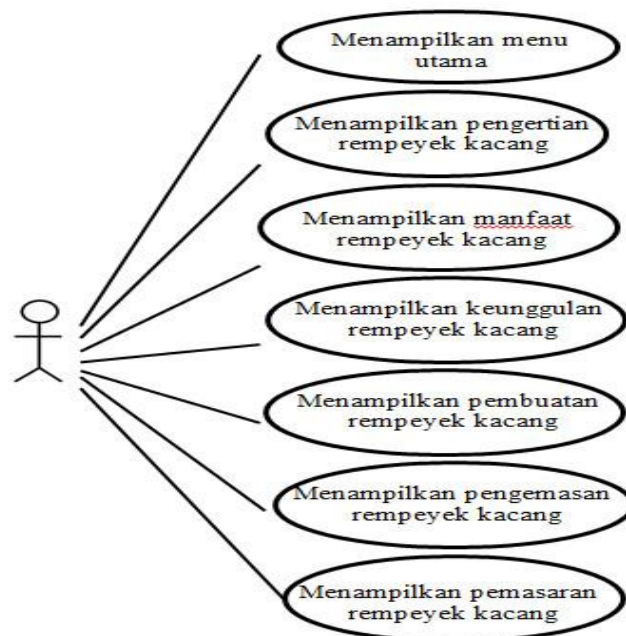 Menampilkan menu
utama
Menampilkan pengertian
rempeyek kacang
Menampilkan manfaat
rempeyek kacang
Menampilkan keunggulan
rempeyek kacang
Menampilkan pembuatan
rempeyek kacang
Menampilkan pengemasan
rempeyek kacang
Menampilkan pemasaran
rempeyek kacang